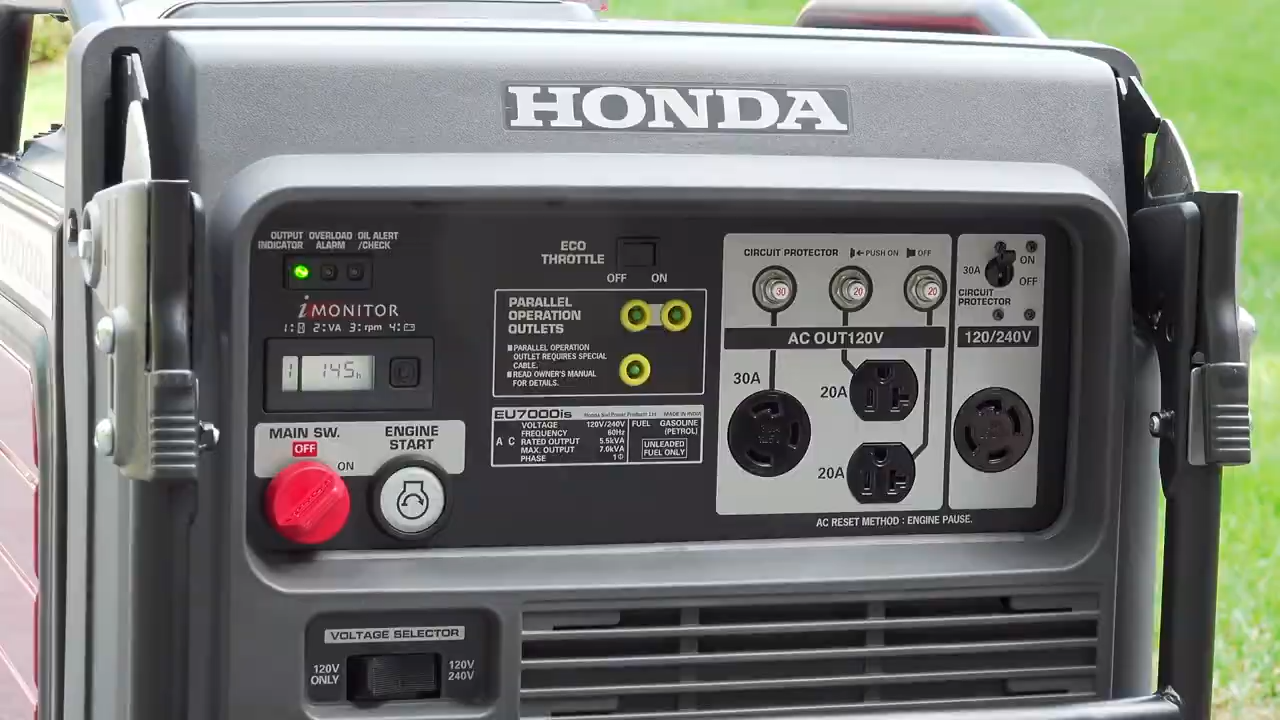 HONDA
OUTPUT INDICATOR
OVERLOAD ALARM
OIL ALERT /CHECK
i MONITOR
1: 2:VA 3:rpm 4:
1 145h
MAIN SW.
OFF
ON
ENGINE START
ECO THROTTLE
OFF ON
PARALLEL
OPERATION
OUTLETS
PARALLEL OPERATION
OUTLET REQUIRES SPECIAL
CABLE.
READ OWNER'S MANUAL
FOR DETAILS.
EU7000is MADE IN INDIA
AC
VOLTAGE 120V/240V
FREQUENCY 60Hz
RATED OUTPUT 5.5kVA
MAX. OUTPUT 7.0kVA
PHASE 1Φ
FUEL GASOLINE
(PETROL)
UNLEADED
FUEL ONLY
CIRCUIT PROTECTOR PUSH ON OFF
30 20 20
AC OUT120V
30A
20A
20A
30A
ON
OFF
CIRCUIT
PROTECTOR
120/240V
AC RESET METHOD : ENGINE PAUSE.
VOLTAGE SELECTOR
120V
ONLY
120V
240V